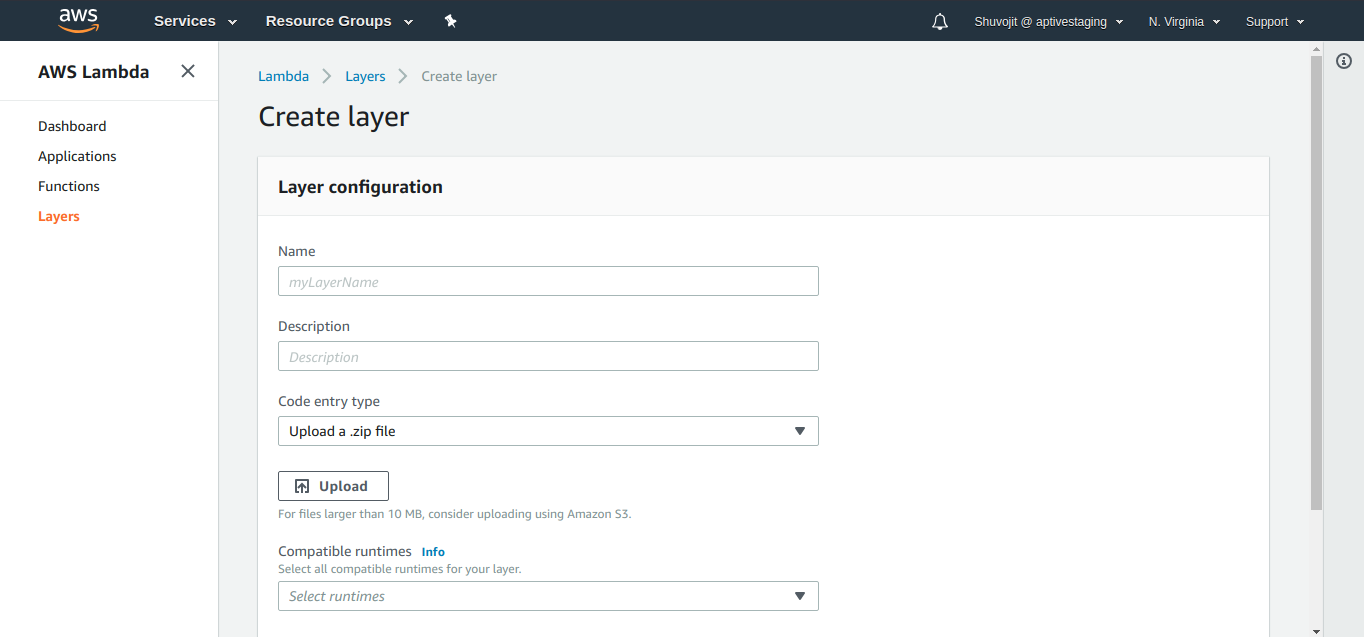 aws Services Resource Groups Shuvojit @ aptivestaging N. Virginia Support
AWS Lambda
Dashboard
Applications
Functions
Layers
Lambda Layers Create layer
Create layer
Layer configuration
Name
myLayerName
Description
Description
Code entry type
Upload a .zip file
Upload
For files larger than 10 MB, consider uploading using Amazon S3.
Compatible runtimes Info
Select all compatible runtimes for your layer.
Select runtimes